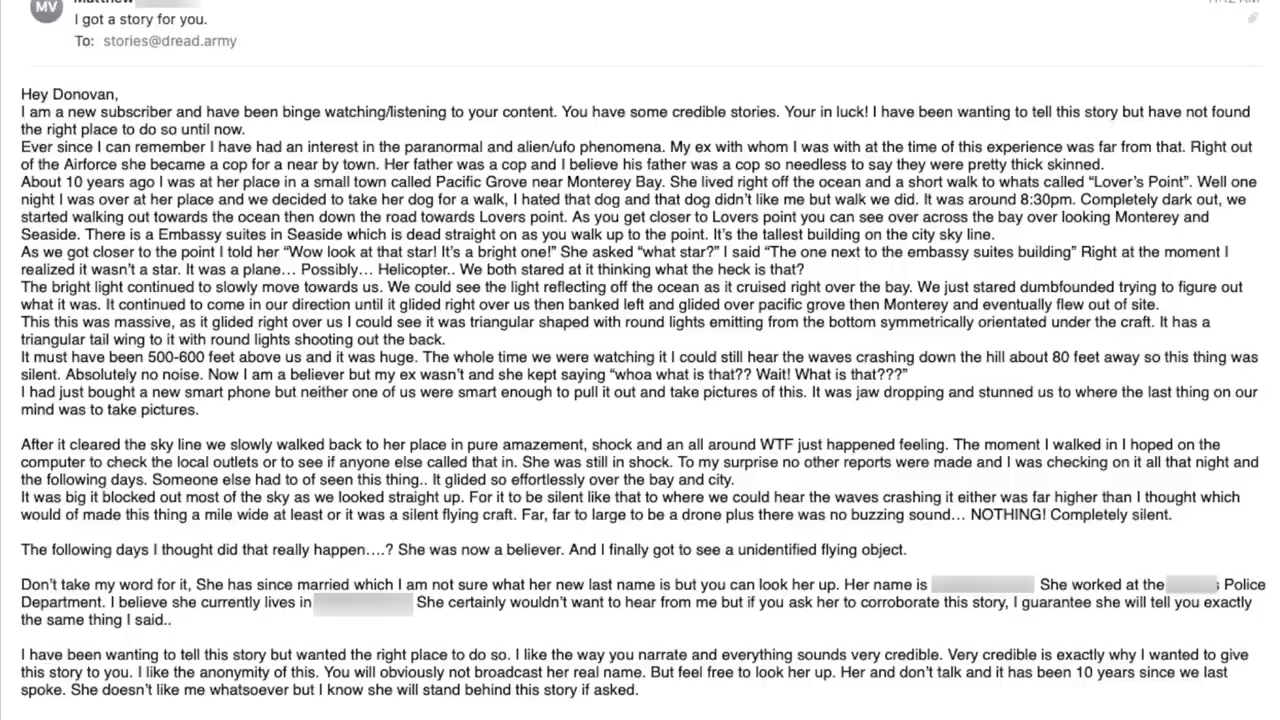 MV
Matthew
11:12 AM
I got a story for you.
To: stories@dread.army
Hey Donovan,
I am a new subscriber and have been binge watching/listening to your content. You have some credible stories. Your in luck! I have been wanting to tell this story but have not found
the right place to do so until now.
Ever since I can remember I have had an interest in the paranormal and alien/ufo phenomena. My ex with whom I was with at the time of this experience was far from that. Right out
of the Airforce she became a cop for a near by town. Her father was a cop and I believe his father was a cop so needless to say they were pretty thick skinned.
About 10 years ago I was at her place in a small town called Pacific Grove near Monterey Bay. She lived right off the ocean and a short walk to whats called “Lover’s Point”. Well one
night I was over at her place and we decided to take her dog for a walk, I hated that dog and that dog didn’t like me but walk we did. It was around 8:30pm. Completely dark out, we
started walking out towards the ocean then down the road towards Lovers point. As you get closer to Lovers point you can see over across the bay over looking Monterey and
Seaside. There is a Embassy suites in Seaside which is dead straight on as you walk up to the point. It’s the tallest building on the city sky line.
As we got closer to the point I told her “Wow look at that star! It’s a bright one!” She asked “what star?” I said “The one next to the embassy suites building” Right at the moment I
realized it wasn’t a star. It was a plane… Possibly… Helicopter.. We both stared at it thinking what the heck is that?
The bright light continued to slowly move towards us. We could see the light reflecting off the ocean as it cruised right over the bay. We just stared dumbfounded trying to figure out
what it was. It continued to come in our direction until it glided right over us then banked left and glided over pacific grove then Monterey and eventually flew out of site.
This this was massive, as it glided right over us I could see it was triangular shaped with round lights emitting from the bottom symmetrically orientated under the craft. It has a
triangular tail wing to it with round lights shooting out the back.
It must have been 500-600 feet above us and it was huge. The whole time we were watching it I could still hear the waves crashing down the hill about 80 feet away so this thing was
silent. Absolutely no noise. Now I am a believer but my ex wasn’t and she kept saying “whoa what is that?? Wait! What is that???”
I had just bought a new smart phone but neither one of us were smart enough to pull it out and take pictures of this. It was jaw dropping and stunned us to where the last thing on our
mind was to take pictures.
After it cleared the sky line we slowly walked back to her place in pure amazement, shock and an all around WTF just happened feeling. The moment I walked in I hoped on the
computer to check the local outlets or to see if anyone else called that in. She was still in shock. To my surprise no other reports were made and I was checking on it all that night and
the following days. Someone else had to of seen this thing.. It glided so effortlessly over the bay and city.
It was big it blocked out most of the sky as we looked straight up. For it to be silent like that to where we could hear the waves crashing it either was far higher than I thought which
would of made this thing a mile wide at least or it was a silent flying craft. Far, far to large to be a drone plus there was no buzzing sound… NOTHING! Completely silent.
The following days I thought did that really happen….? She was now a believer. And I finally got to see a unidentified flying object.
Don’t take my word for it, She has since married which I am not sure what her new last name is but you can look her up. Her name is She worked at the Police
Department. I believe she currently lives in She certainly wouldn’t want to hear from me but if you ask her to corroborate this story, I guarantee she will tell you exactly
the same thing I said..
I have been wanting to tell this story but wanted the right place to do so. I like the way you narrate and everything sounds very credible. Very credible is exactly why I wanted to give
this story to you. I like the anonymity of this. You will obviously not broadcast her real name. But feel free to look her up. Her and don’t talk and it has been 10 years since we last
spoke. She doesn’t like me whatsoever but I know she will stand behind this story if asked.